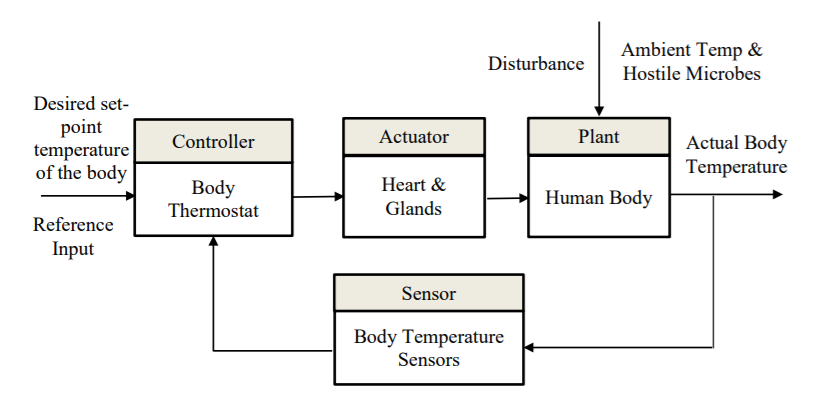 Disturbance
Ambient Temp &
Hostile Microbes
Desired set-
point
temperature
of the body
Reference
Input
Controller
Body
Thermostat
Actuator
Heart &
Glands
Plant
Human Body
Actual Body
Temperature
Sensor
Body Temperature
Sensors